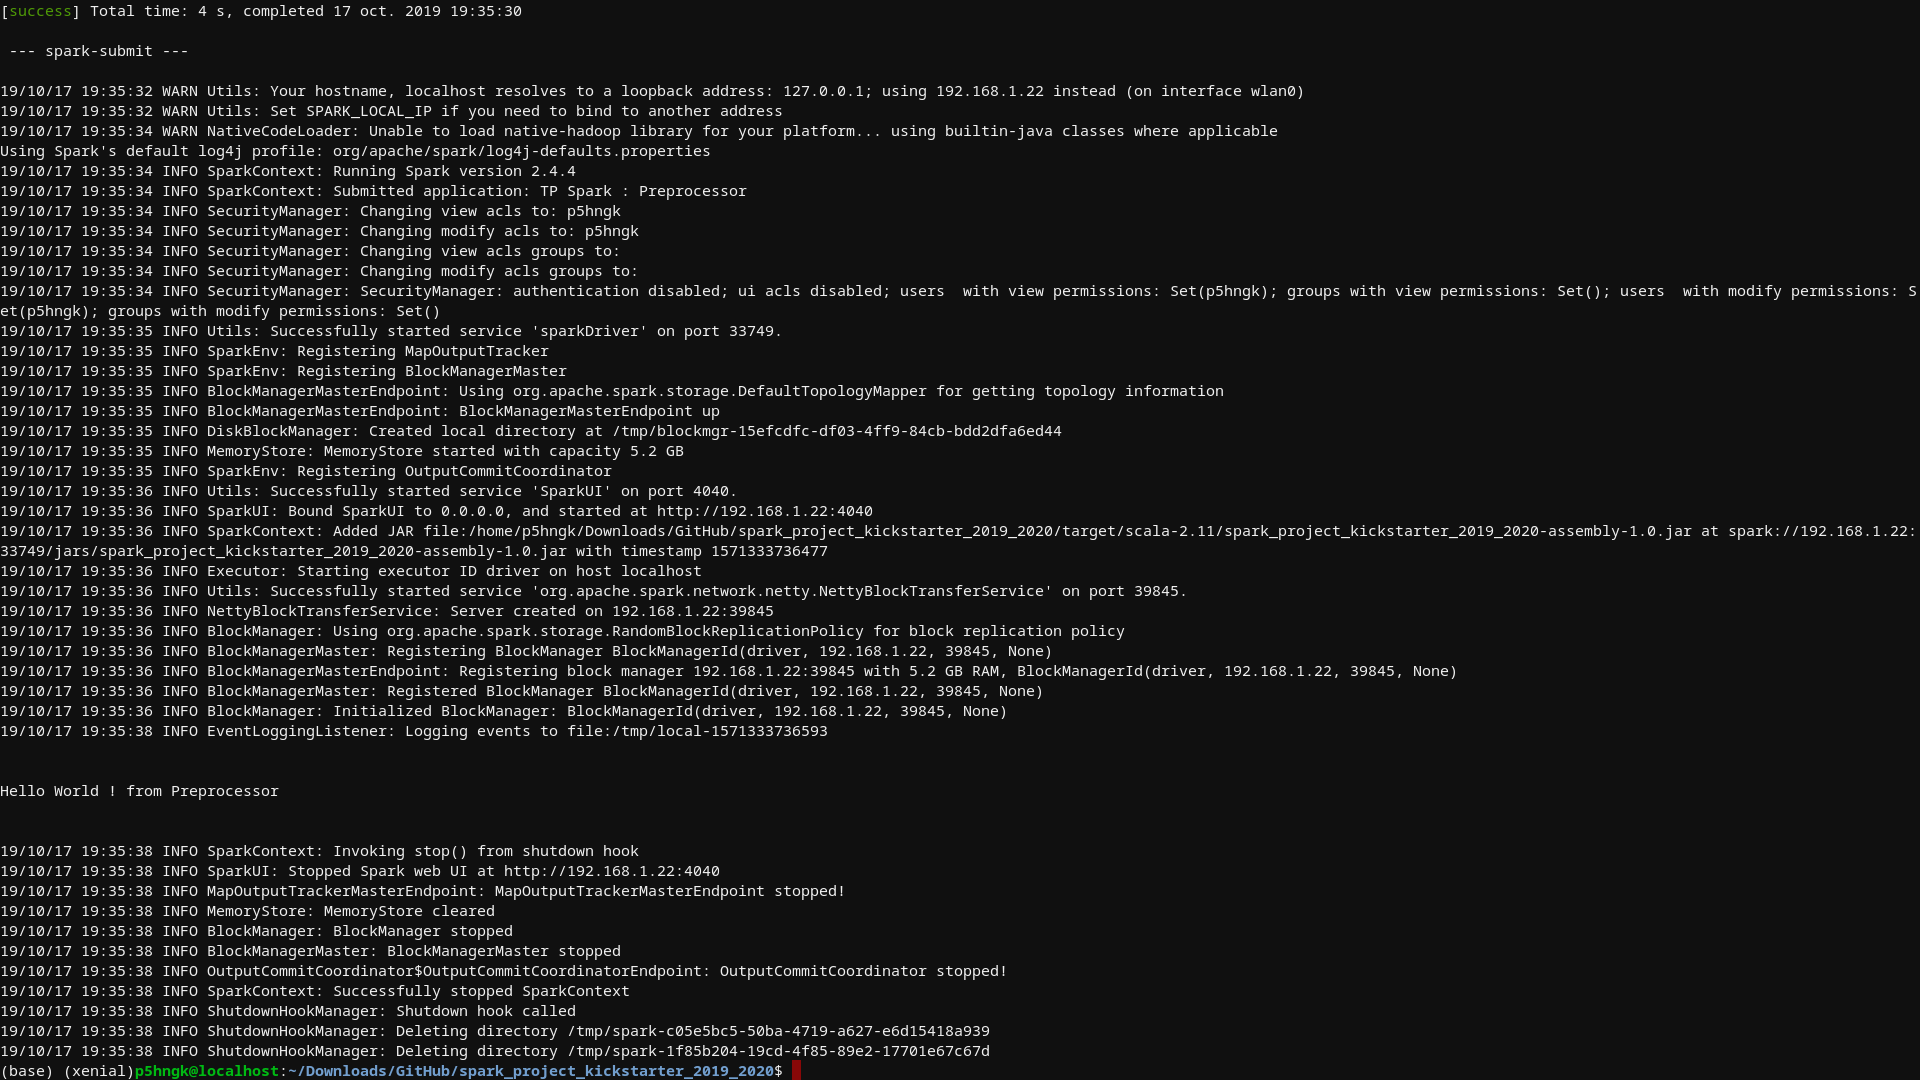 [success] Total time: 4 s, completed 17 oct. 2019 19:35:30
 --- spark-submit ---
19/10/17 19:35:32 WARN Utils: Your hostname, localhost resolves to a loopback address: 127.0.0.1; using 192.168.1.22 instead (on interface wlan0)
19/10/17 19:35:32 WARN Utils: Set SPARK_LOCAL_IP if you need to bind to another address
19/10/17 19:35:34 WARN NativeCodeLoader: Unable to load native-hadoop library for your platform... using builtin-java classes where applicable
Using Spark's default log4j profile: org/apache/spark/log4j-defaults.properties
19/10/17 19:35:34 INFO SparkContext: Running Spark version 2.4.4
19/10/17 19:35:34 INFO SparkContext: Submitted application: TP Spark : Preprocessor
19/10/17 19:35:34 INFO SecurityManager: Changing view acls to: p5hngk
19/10/17 19:35:34 INFO SecurityManager: Changing modify acls to: p5hngk
19/10/17 19:35:34 INFO SecurityManager: Changing view acls groups to:
19/10/17 19:35:34 INFO SecurityManager: Changing modify acls groups to:
19/10/17 19:35:34 INFO SecurityManager: SecurityManager: authentication disabled; ui acls disabled; users  with view permissions: Set(p5hngk); groups with view permissions: Set(); users  with modify permissions: S
et(p5hngk); groups with modify permissions: Set()
19/10/17 19:35:35 INFO Utils: Successfully started service 'sparkDriver' on port 33749.
19/10/17 19:35:35 INFO SparkEnv: Registering MapOutputTracker
19/10/17 19:35:35 INFO SparkEnv: Registering BlockManagerMaster
19/10/17 19:35:35 INFO BlockManagerMasterEndpoint: Using org.apache.spark.storage.DefaultTopologyMapper for getting topology information
19/10/17 19:35:35 INFO BlockManagerMasterEndpoint: BlockManagerMasterEndpoint up
19/10/17 19:35:35 INFO DiskBlockManager: Created local directory at /tmp/blockmgr-15efcdfc-df03-4ff9-84cb-bdd2dfa6ed44
19/10/17 19:35:35 INFO MemoryStore: MemoryStore started with capacity 5.2 GB
19/10/17 19:35:35 INFO SparkEnv: Registering OutputCommitCoordinator
19/10/17 19:35:36 INFO Utils: Successfully started service 'SparkUI' on port 4040.
19/10/17 19:35:36 INFO SparkUI: Bound SparkUI to 0.0.0.0, and started at http://192.168.1.22:4040
19/10/17 19:35:36 INFO SparkContext: Added JAR file:/home/p5hngk/Downloads/GitHub/spark_project_kickstarter_2019_2020/target/scala-2.11/spark_project_kickstarter_2019_2020-assembly-1.0.jar at spark://192.168.1.22:
33749/jars/spark_project_kickstarter_2019_2020-assembly-1.0.jar with timestamp 1571333736477
19/10/17 19:35:36 INFO Executor: Starting executor ID driver on host localhost
19/10/17 19:35:36 INFO Utils: Successfully started service 'org.apache.spark.network.netty.NettyBlockTransferService' on port 39845.
19/10/17 19:35:36 INFO NettyBlockTransferService: Server created on 192.168.1.22:39845
19/10/17 19:35:36 INFO BlockManager: Using org.apache.spark.storage.RandomBlockReplicationPolicy for block replication policy
19/10/17 19:35:36 INFO BlockManagerMaster: Registering BlockManager BlockManagerId(driver, 192.168.1.22, 39845, None)
19/10/17 19:35:36 INFO BlockManagerMasterEndpoint: Registering block manager 192.168.1.22:39845 with 5.2 GB RAM, BlockManagerId(driver, 192.168.1.22, 39845, None)
19/10/17 19:35:36 INFO BlockManagerMaster: Registered BlockManager BlockManagerId(driver, 192.168.1.22, 39845, None)
19/10/17 19:35:36 INFO BlockManager: Initialized BlockManager: BlockManagerId(driver, 192.168.1.22, 39845, None)
19/10/17 19:35:38 INFO EventLoggingListener: Logging events to file:/tmp/local-1571333736593
Hello World ! from Preprocessor
19/10/17 19:35:38 INFO SparkContext: Invoking stop() from shutdown hook
19/10/17 19:35:38 INFO SparkUI: Stopped Spark web UI at http://192.168.1.22:4040
19/10/17 19:35:38 INFO MapOutputTrackerMasterEndpoint: MapOutputTrackerMasterEndpoint stopped!
19/10/17 19:35:38 INFO MemoryStore: MemoryStore cleared
19/10/17 19:35:38 INFO BlockManager: BlockManager stopped
19/10/17 19:35:38 INFO BlockManagerMaster: BlockManagerMaster stopped
19/10/17 19:35:38 INFO OutputCommitCoordinator$OutputCommitCoordinatorEndpoint: OutputCommitCoordinator stopped!
19/10/17 19:35:38 INFO SparkContext: Successfully stopped SparkContext
19/10/17 19:35:38 INFO ShutdownHookManager: Shutdown hook called
19/10/17 19:35:38 INFO ShutdownHookManager: Deleting directory /tmp/spark-c05e5bc5-50ba-4719-a627-e6d15418a939
19/10/17 19:35:38 INFO ShutdownHookManager: Deleting directory /tmp/spark-1f85b204-19cd-4f85-89e2-17701e67c67d
(base) (xenial)p5hngk@localhost:~/Downloads/GitHub/spark_project_kickstarter_2019_2020$